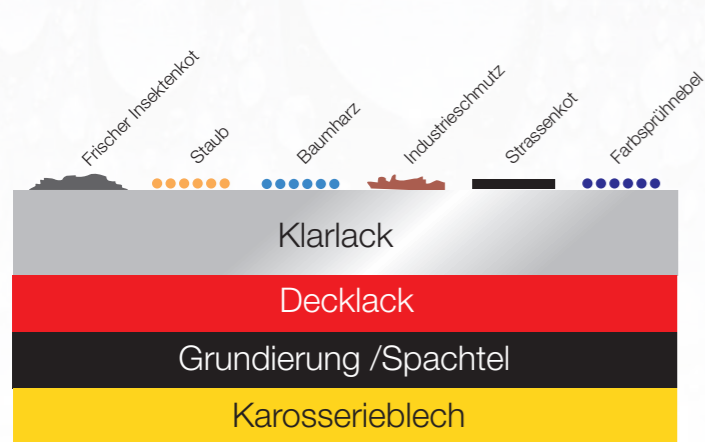 Frischer Insektenkot
Staub
Baumharz
Industrieschmutz
Strassenkot
Farbsprühnebel
Klarlack
Decklack
Grundierung /Spachtel
Karosserieblech